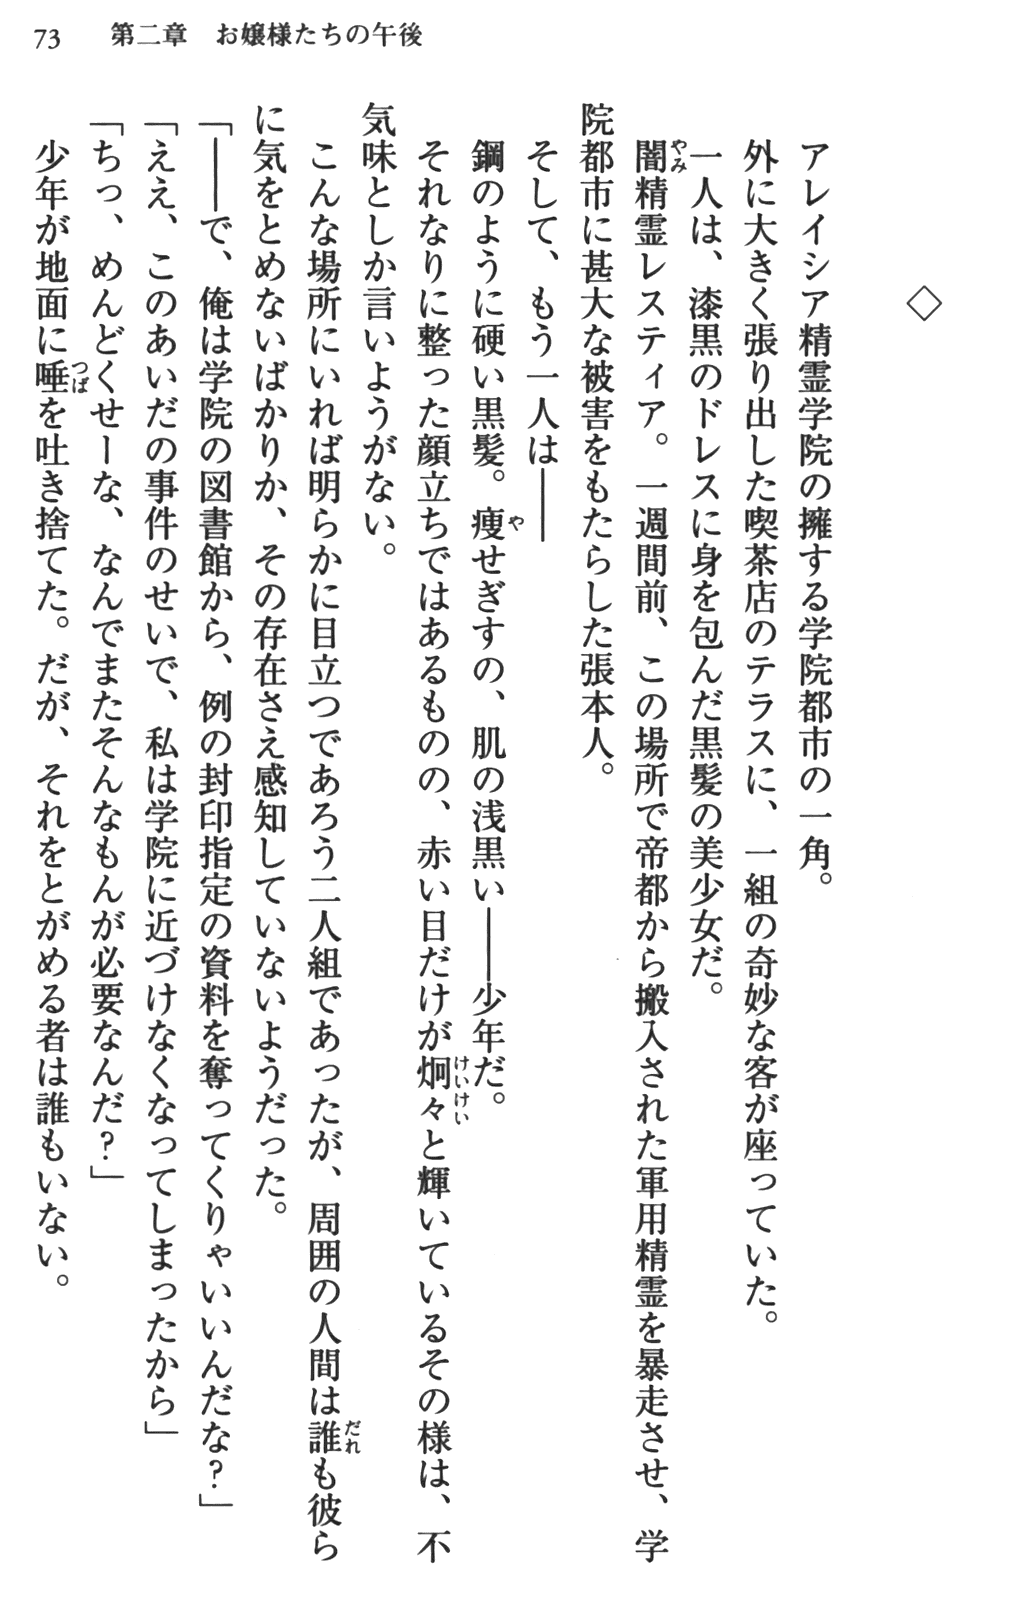 73　第二章　お嬢様たちの午後
◇
アレイシア精霊学院の擁する学院都市の一角。
外に大きく張り出した喫茶店のテラスに、一組の奇妙な客が座っていた。
一人は、漆黒のドレスに身を包んだ黒髪の美少女だ。
闇精霊レスティア。一週間前、この場所で帝都から搬入された軍用精霊を暴走させ、学
院都市に甚大な被害をもたらした張本人。
そして、もう一人は――
鋼のように硬い黒髪。痩せぎすの、肌の浅黒い――少年だ。
それなりに整った顔立ちではあるものの、赤い目だけが炯々と輝いているその様は、不
気味としか言いようがない。
こんな場所にいれば明らかに目立つであろう二人組であったが、周囲の人間は誰も彼ら
に気をとめないばかりか、その存在さえ感知していないようだった。
「――で、俺は学院の図書館から、例の封印指定の資料を奪ってくりゃいいんだな?」
「ええ、このあいだの事件のせいで、私は学院に近づけなくなってしまったから」
「ちっ、めんどくせーな、なんでまたそんなもんが必要なんだ?」
少年が地面に唾を吐き捨てた。だが、それをとがめる者は誰もいない。